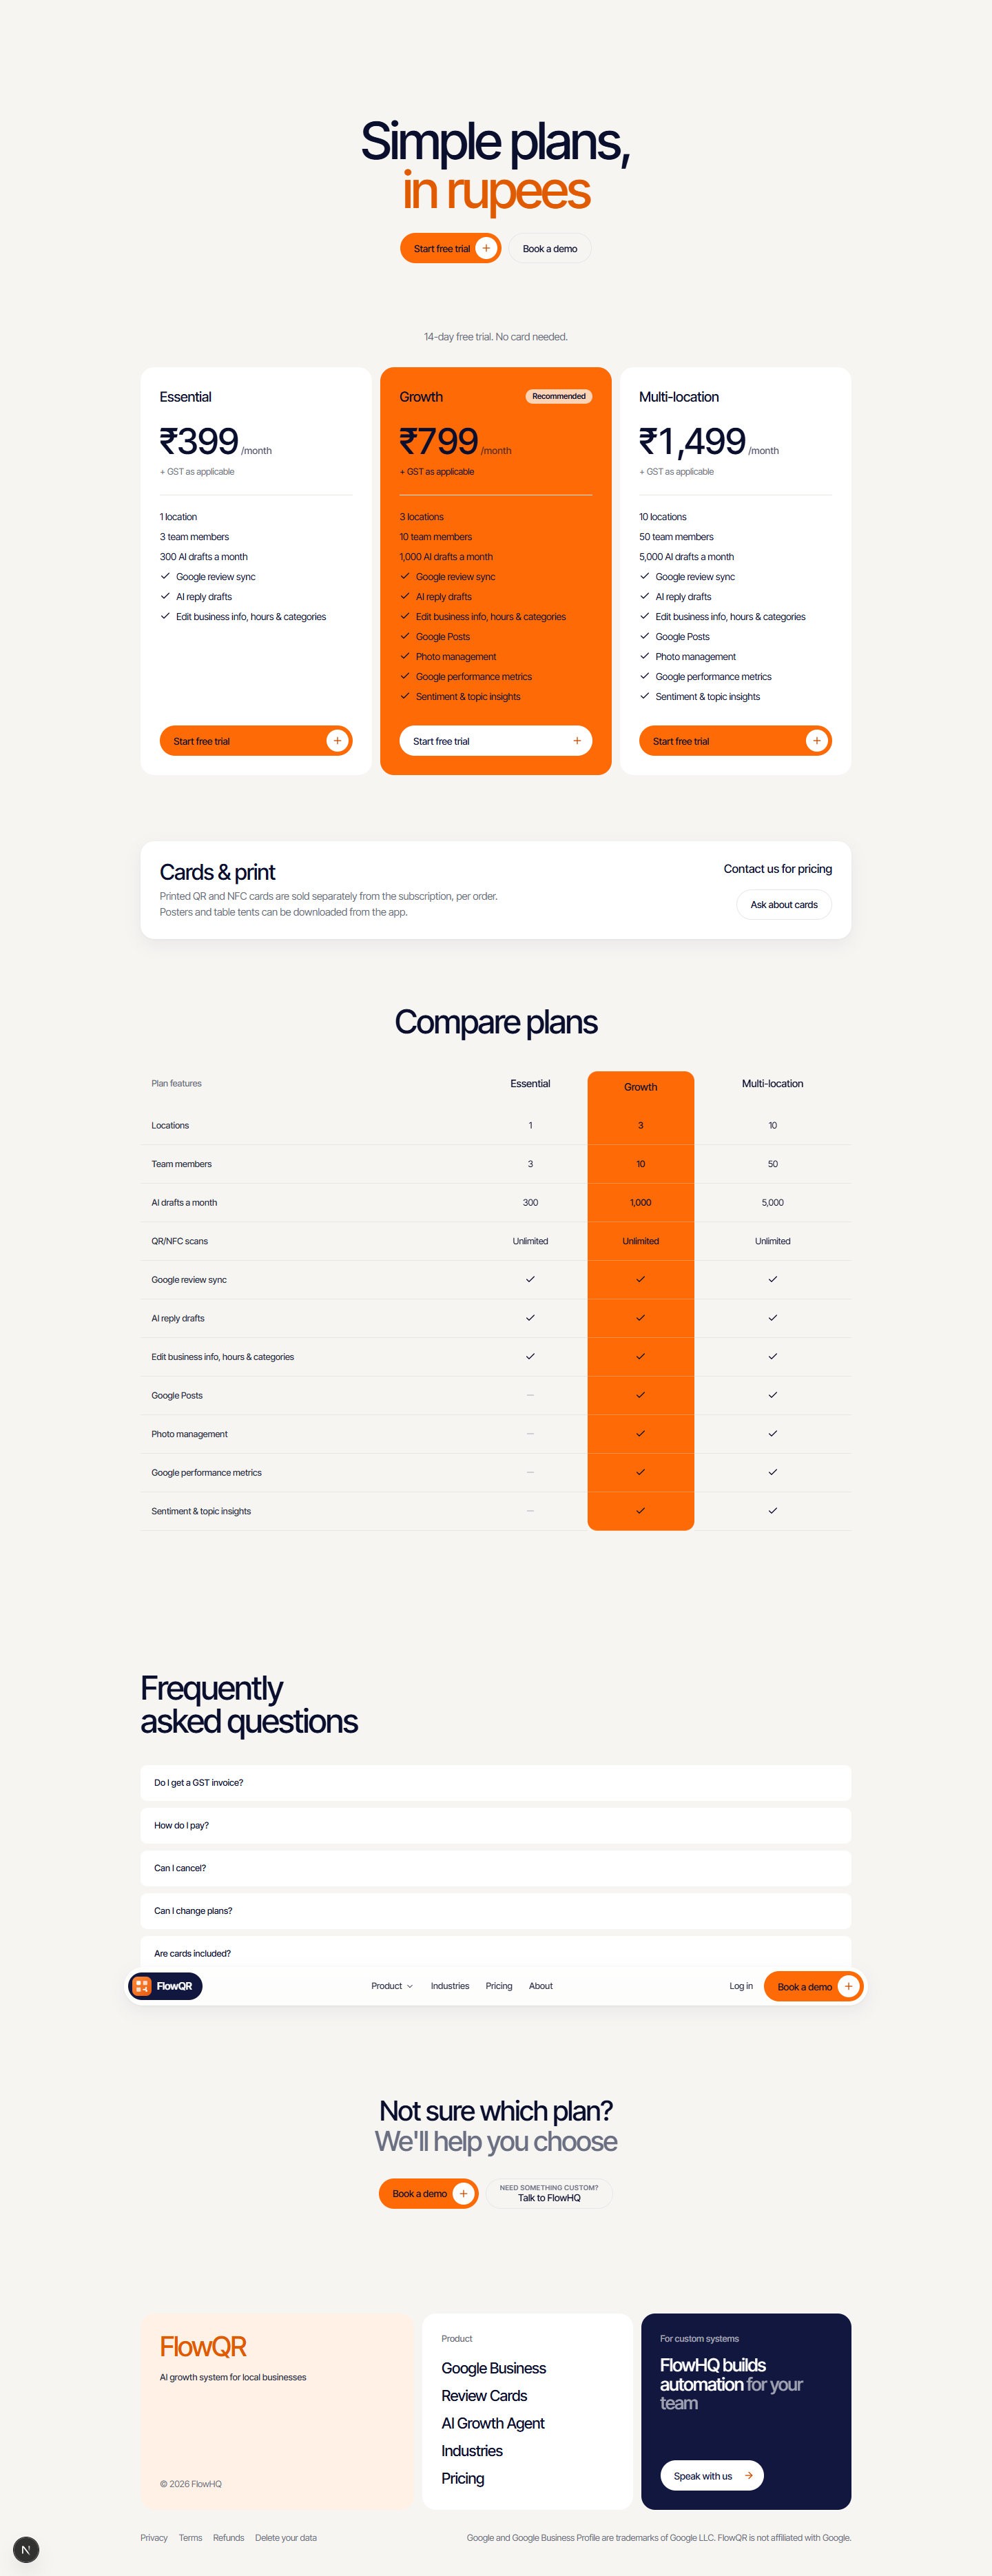 Simple plans,
in rupees
Start free trial
Book a demo
14-day free trial. No card needed.
Essential
₹399 /month
+ GST as applicable
1 location
3 team members
300 AI drafts a month
Google review sync
AI reply drafts
Edit business info, hours & categories
Start free trial
Growth
Recommended
₹799 /month
+ GST as applicable
3 locations
10 team members
1,000 AI drafts a month
Google review sync
AI reply drafts
Edit business info, hours & categories
Google Posts
Photo management
Google performance metrics
Sentiment & topic insights
Start free trial
Multi-location
₹1,499 /month
+ GST as applicable
10 locations
50 team members
5,000 AI drafts a month
Google review sync
AI reply drafts
Edit business info, hours & categories
Google Posts
Photo management
Google performance metrics
Sentiment & topic insights
Start free trial
Cards & print
Printed QR and NFC cards are sold separately from the subscription, per order.
Posters and table tents can be downloaded from the app.
Contact us for pricing
Ask about cards
Compare plans
Plan features Essential Growth Multi-location
Locations 1 3 10
Team members 3 10 50
AI drafts a month 300 1,000 5,000
QR/NFC scans Unlimited Unlimited Unlimited
Google review sync
AI reply drafts
Edit business info, hours & categories
Google Posts
Photo management
Google performance metrics
Sentiment & topic insights
Frequently
asked questions
Do I get a GST invoice?
How do I pay?
Can I cancel?
Can I change plans?
Are cards included?
FlowQR Product Industries Pricing About Log in Book a demo
Not sure which plan?
We'll help you choose
Book a demo
NEED SOMETHING CUSTOM?
Talk to FlowHQ
FlowQR
AI growth system for local businesses
© 2026 FlowHQ
Product
Google Business
Review Cards
AI Growth Agent
Industries
Pricing
For custom systems
FlowHQ builds
automation for your
team
Speak with us
Privacy Terms Refunds Delete your data
Google and Google Business Profile are trademarks of Google LLC. FlowQR is not affiliated with Google.
N